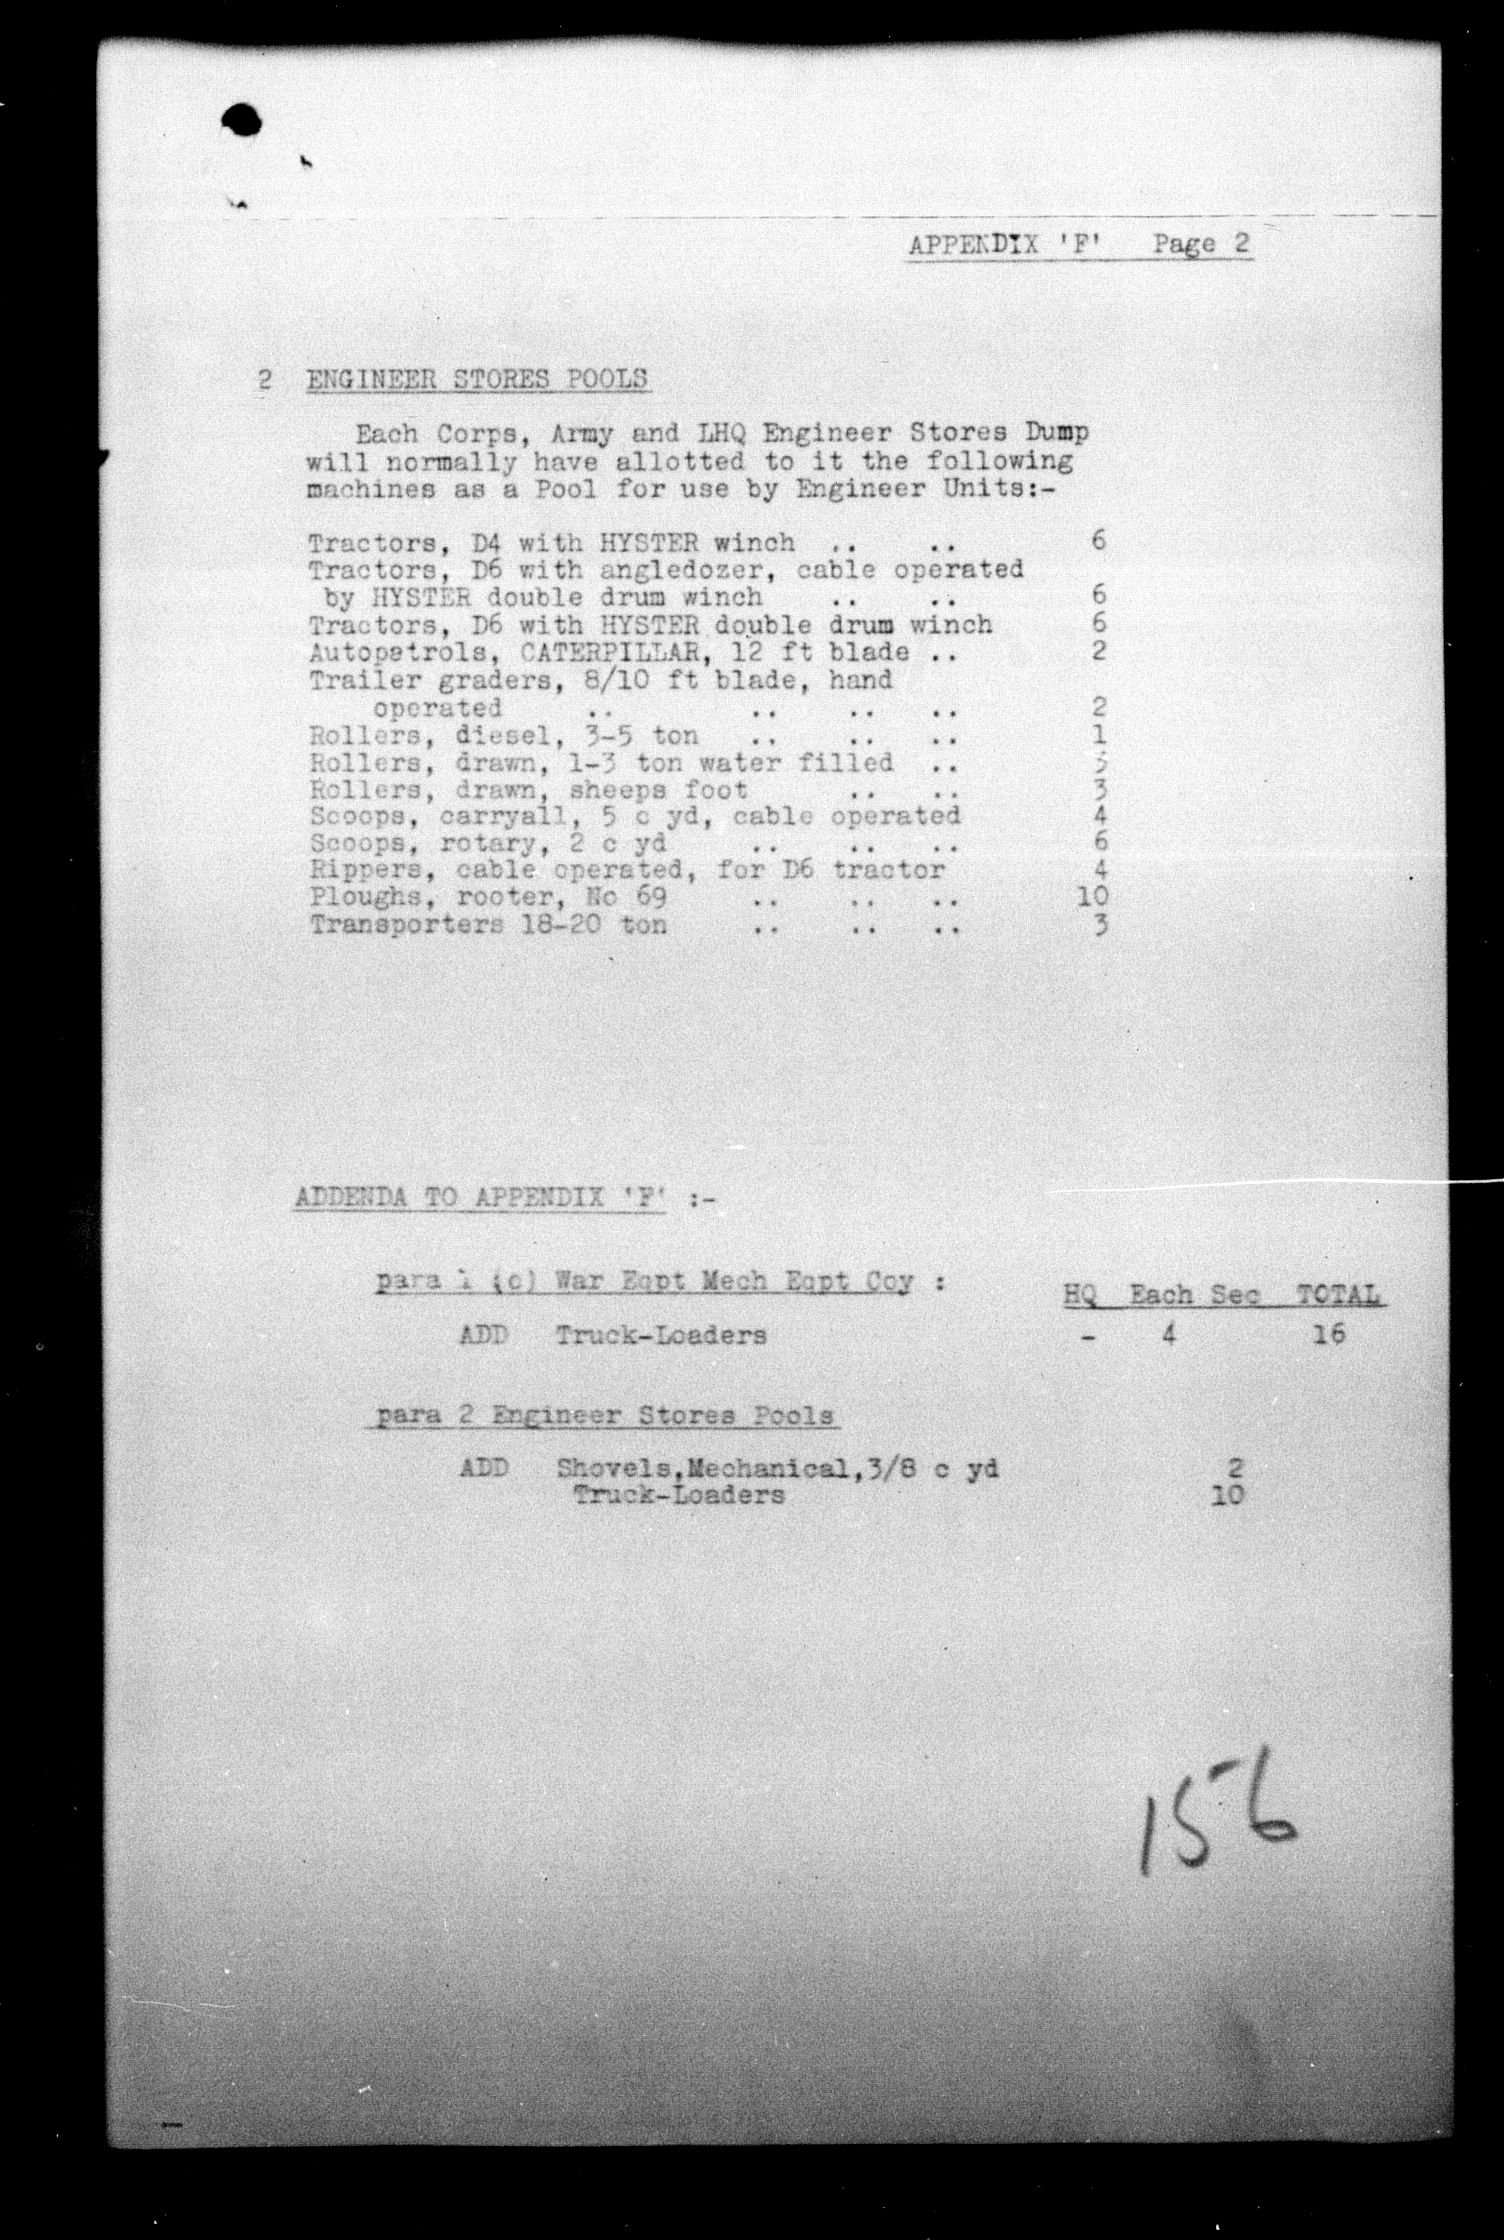 APPENDIX 'F' Page 2
2 ENGINEER STORES POOLS
Each Corps, Army and LHQ Engineer Stores Dump
will normally have allotted to it the following
machines as a Pool for use by Engineer Units:-
Tractors, D4 with HYSTER winch .. .. 6
Tractors, D6 with angledozer, cable operated
by HYSTER double drum winch .. .. 6
Tractors, D6 with HYSTER double drum winch 6
Autopatrols, CATERPILLAR, 12 ft blade .. 2
Trailer graders, 8/10 ft blade, hand
operated .. .. .. .. 2
Rollers, diesel, 3-5 ton .. .. .. 1
Rollers, drawn, 1-3 ton water filled .. 3
Rollers, drawn, sheeps foot .. .. 3
Scoops, carryall, 5 c yd, cable operated 4
Scoops, rotary, 2 c yd .. .. .. 6
Rippers, cable operated, for D6 tractor 4
Ploughs, rooter, No 69 .. .. .. 10
Transporters 18-20 ton .. .. .. 3
ADDENDA TO APPENDIX 'F' :-
para 1 (c) War Eqpt Mech Eqpt Coy :
HQ Each Sec TOTAL
ADD Truck-Loaders - 4 16
para 2 Engineer Stores Pools
ADD Shovels,Mechanical,3/8 c yd 2
Truck-Loaders 10
156